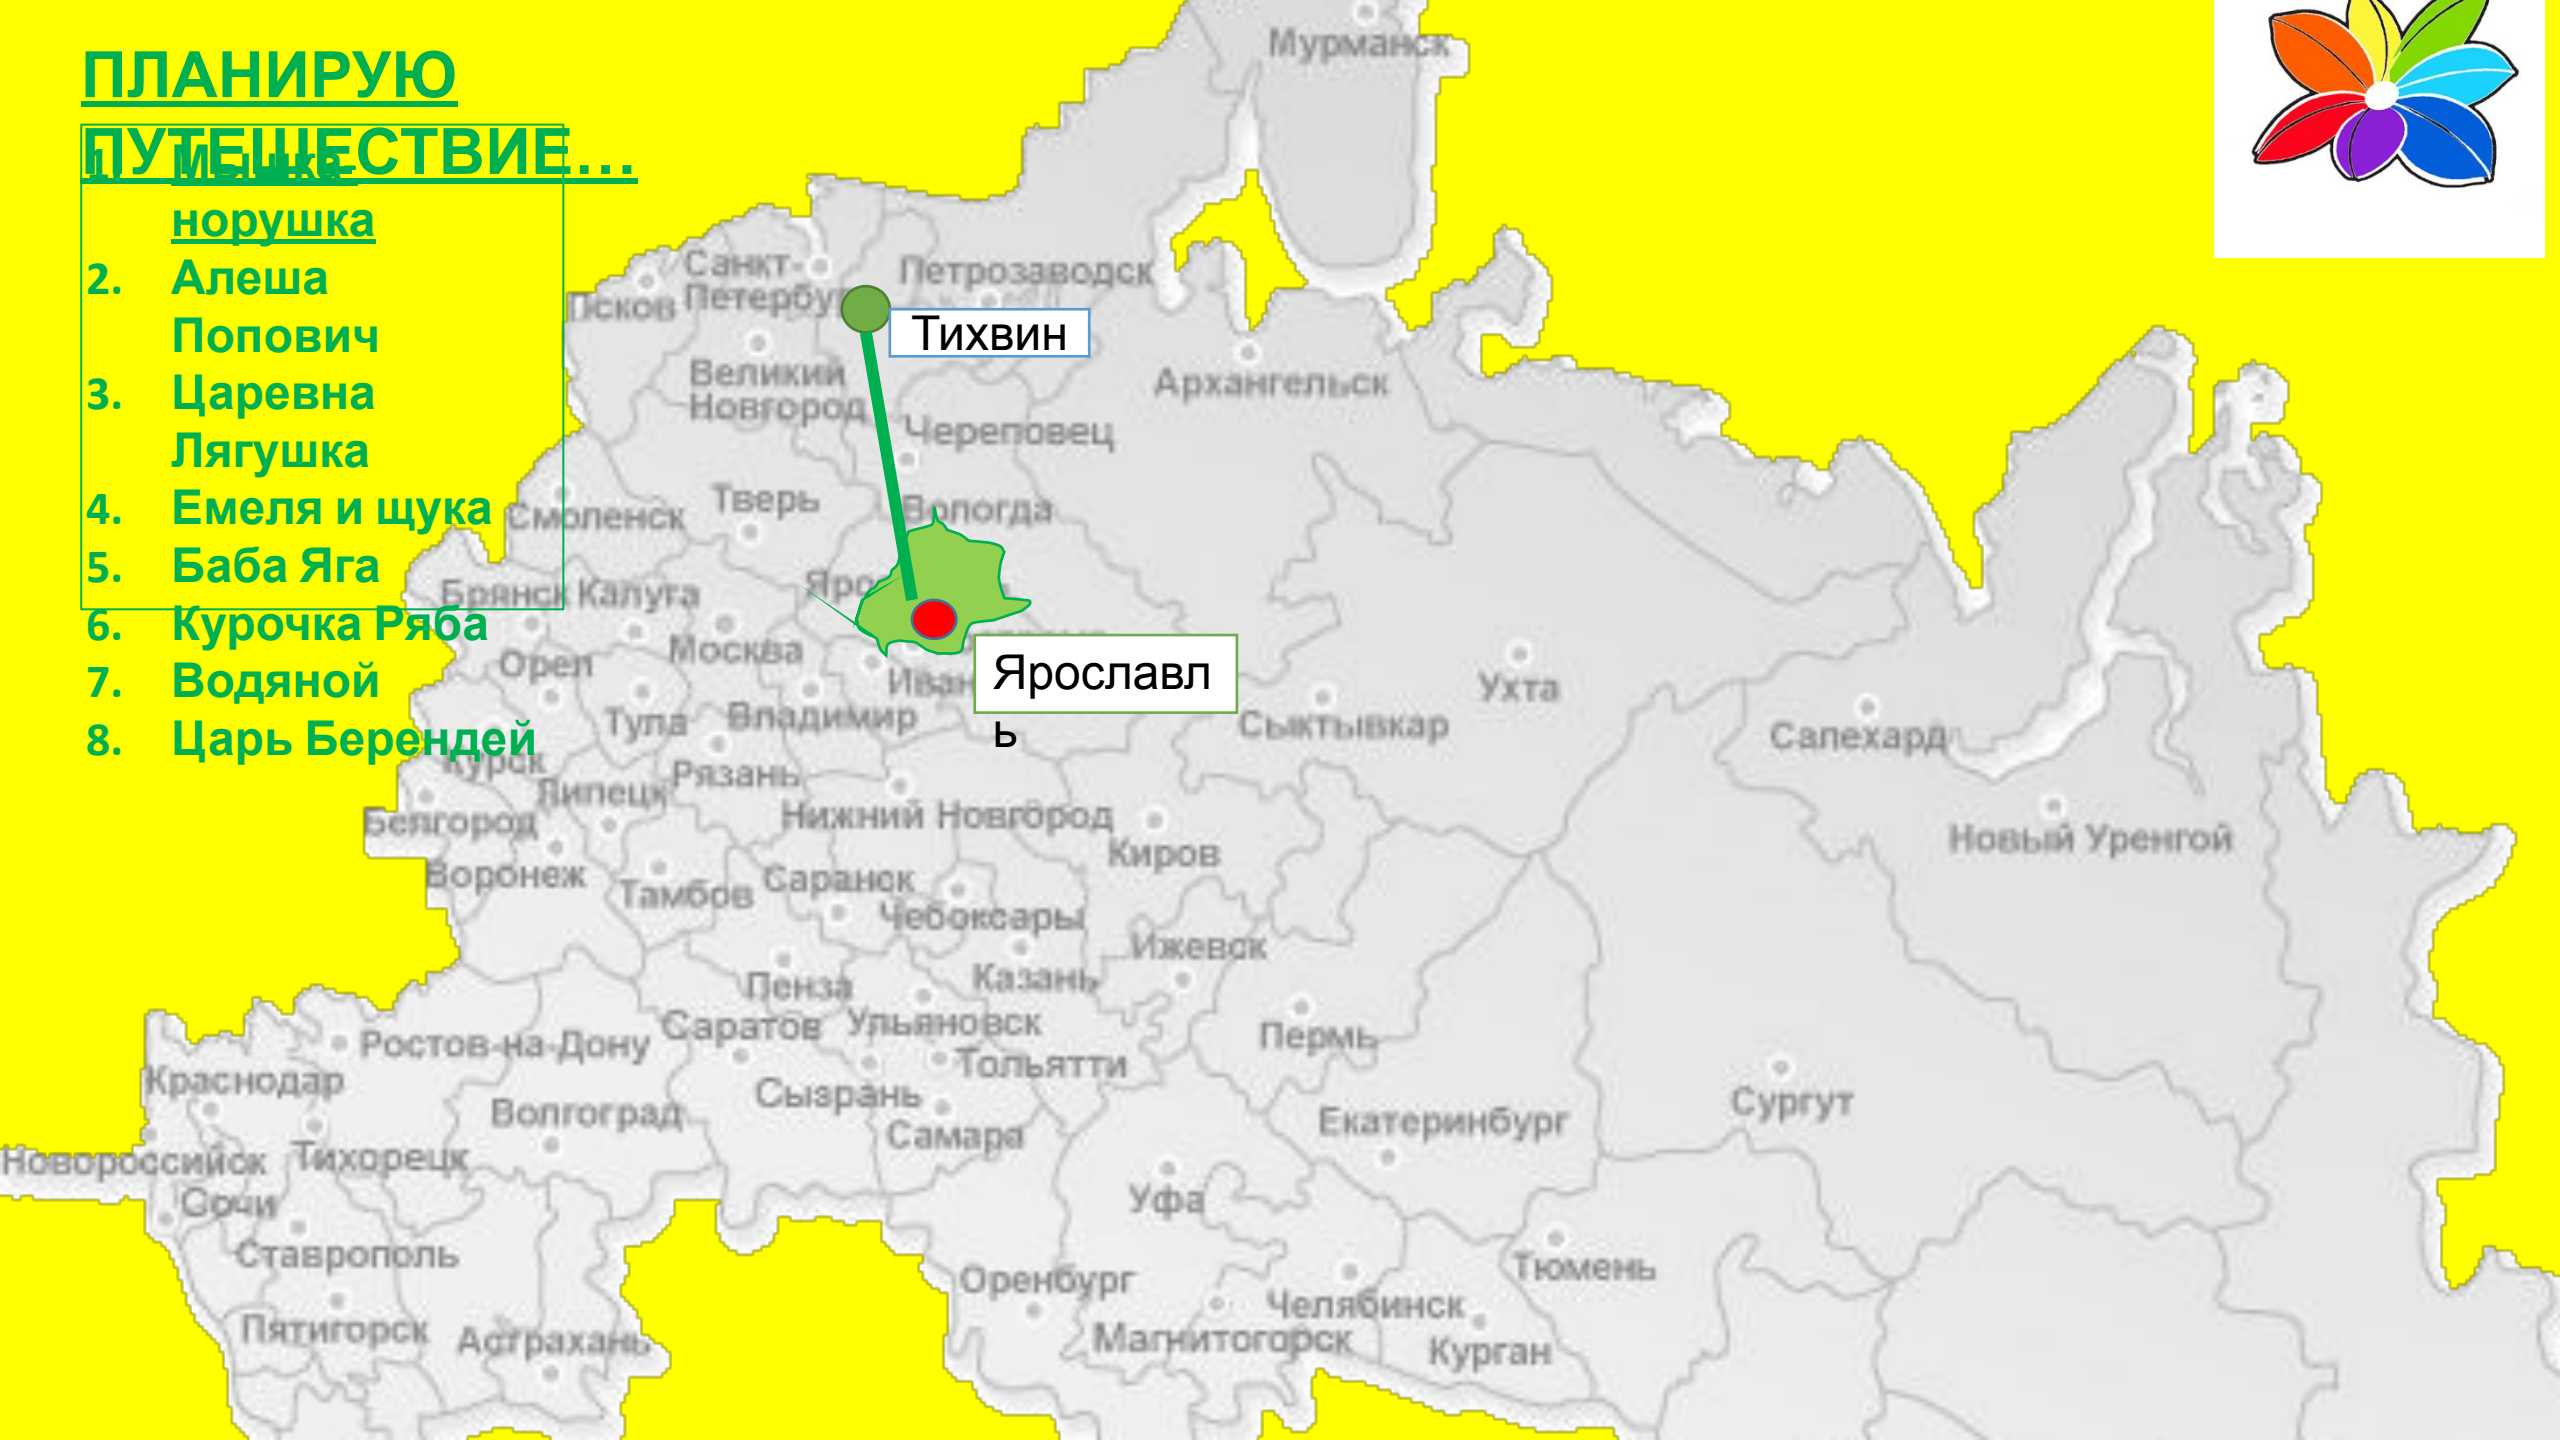 ПЛАНИРУЮ
ПУТЕШЕСТВИЕ...
1. Мышка-
норушка
2. Алеша
Попович
3. Царевна
Лягушка
4. Емеля и щука
5. Баба Яга
6. Курочка Ряба
7. Водяной
8. Царь Берендей
Тихвин
Ярославл
ь
Мурманск
Санкт-
Петербу
Петрозаводск
Псков
Великий
Новгород
Архангельск
Череповец
Тверь
Вологда
Смоленск
Брянск
Калуга
Яро
Москва
Орел
Иван
Тула
Владимир
Сыктывкар
Ухта
Салехард
Курск
Липецк
Рязань
Белгород
Нижний Новгород
Киров
Новый Уренгой
Воронеж
Тамбов
Саранск
Чебоксары
Ижевск
Пенза
Казань
Ростов-на-Дону
Саратов
Ульяновск
Пермь
Тольятти
Краснодар
Сызрань
Волгоград
Самара
Екатеринбург
Сургут
Новороссийск
Тихорецк
Сочи
Уфа
Ставрополь
Оренбург
Тюмень
Челябинск
Пятигорск
Астрахань
Магнитогорск
Курган